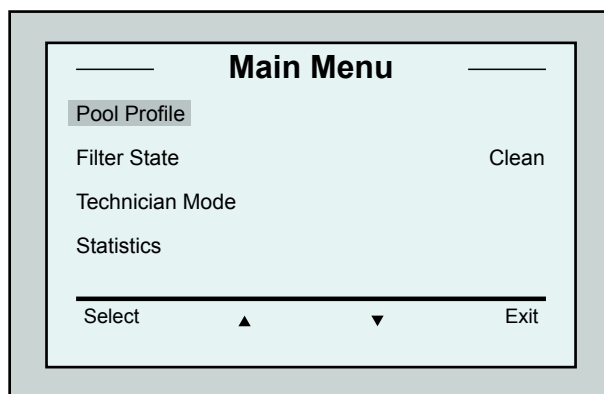 Main Menu
Pool Profile
Filter State Clean
Technician Mode
Statistics
Select ▲ ▼ Exit